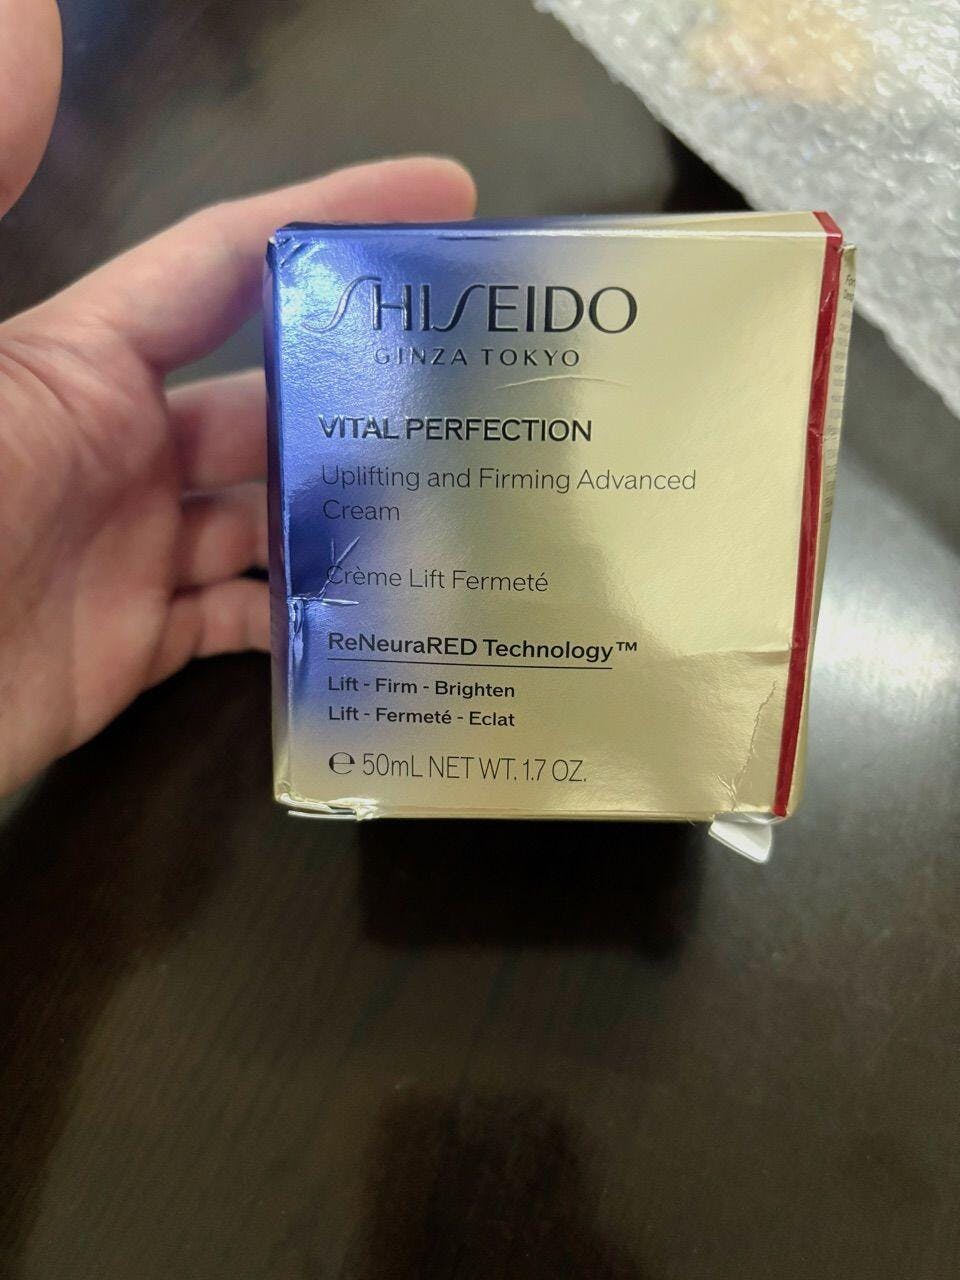 SHISEIDO
GINZA TOKYO
VITAL PERFECTION
Uplifting and Firming Advanced
Cream
Crème Lift Fermeté
ReNeuraRED Technology™
Lift - Firm - Brighten
Lift - Fermeté - Eclat
℮ 50mL NET WT. 1.7 OZ.